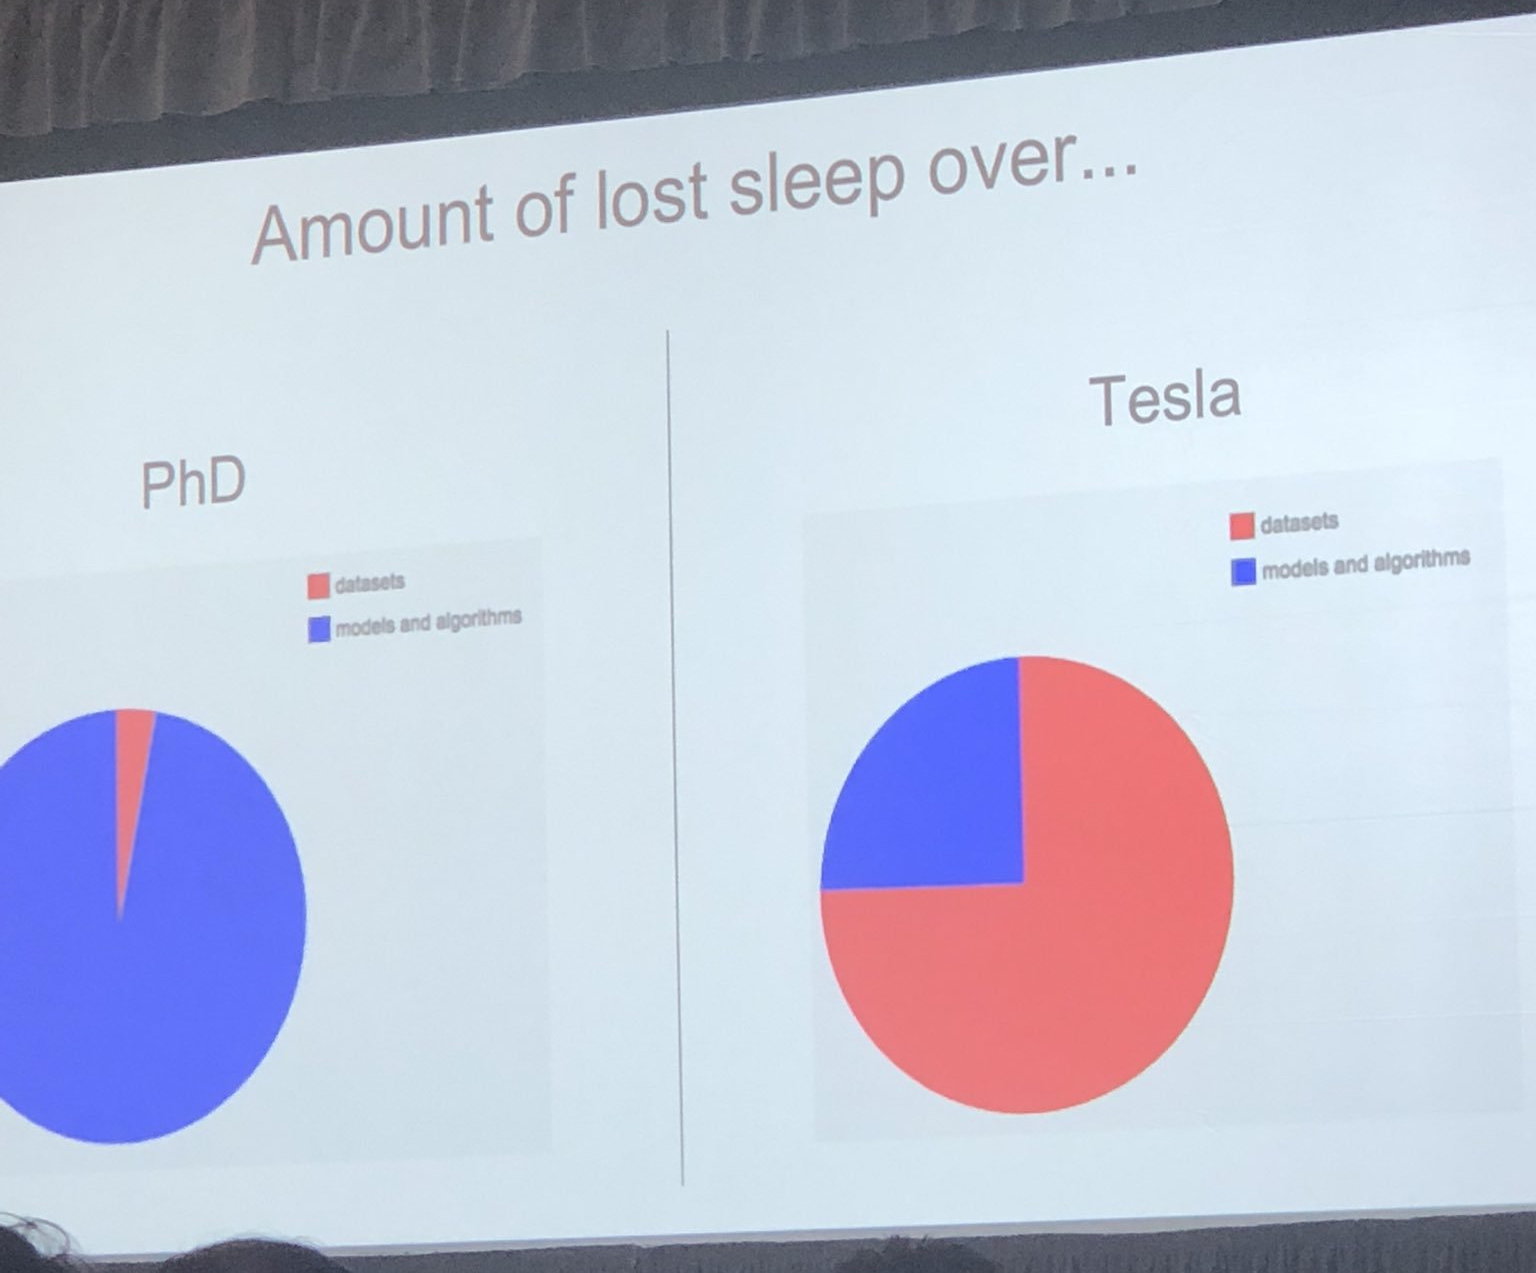 Amount of lost sleep over...
PhD
datasets
models and algorithms
Tesla
datasets
models and algorithms